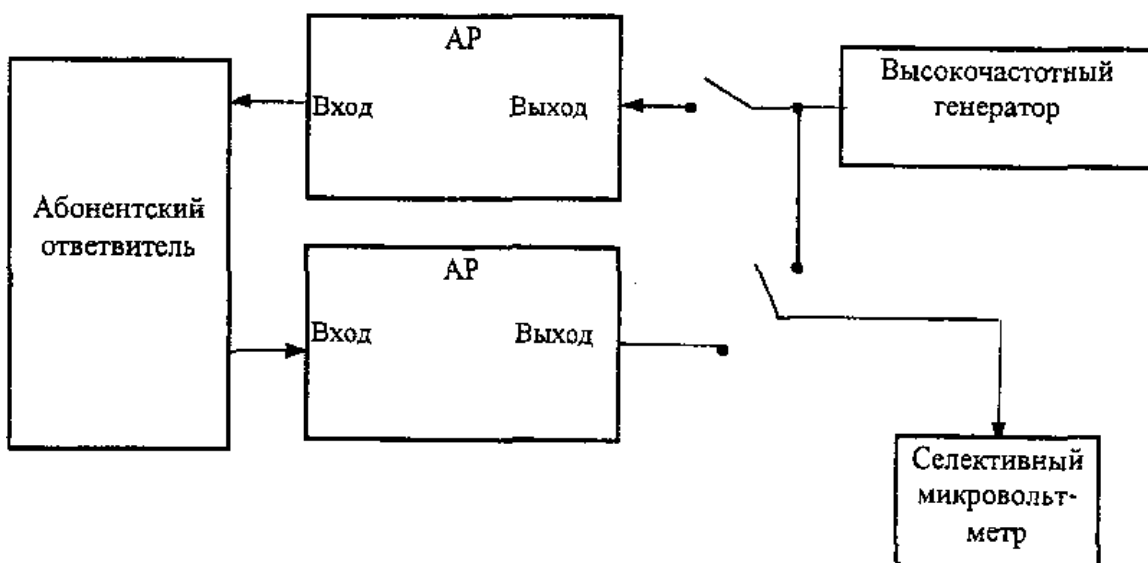 АР
Вход
Выход
Высокочастотный
генератор
Абонентский
ответвитель
АР
Вход
Выход
Селективный
микровольт-
метр